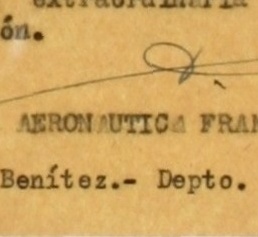 extraordinaria
ón.
AERONAUTICA FRAN
Benítez.- Depto.